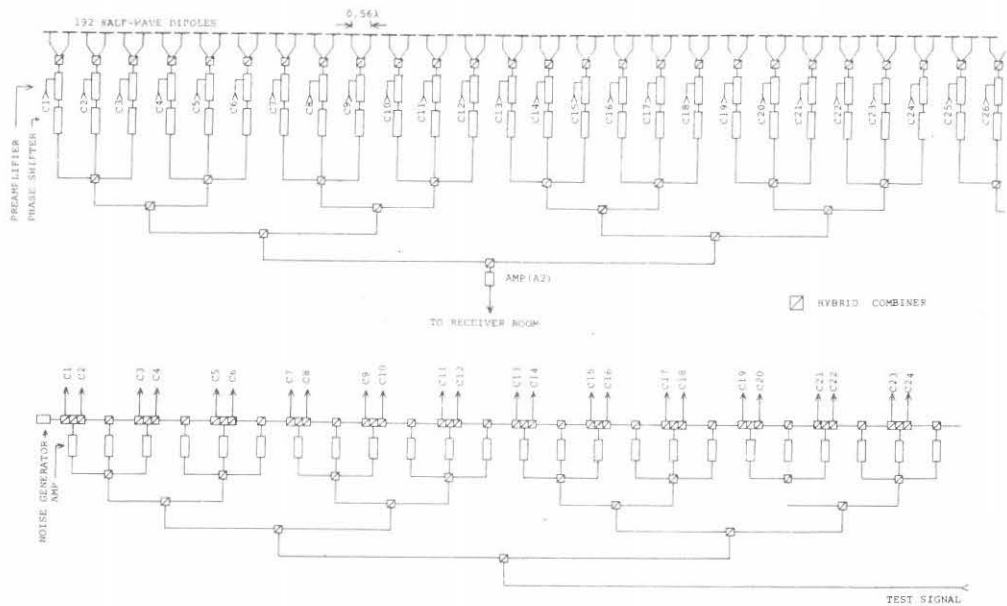 192 HALF-WAVE DIPOLES
0.56λ
C1 C2 C3 C4 C5 C6 C7 C8 C9 C10 C11 C12 C13 C14 C15 C16 C17 C18 C19 C20 C21 C22 C23 C24 C25 C26
PREAMPLIFIER
PHASE SHIFTER
AMP(A2)
HYBRID COMBINER
TO RECEIVER ROOM
C1 C2 C3 C4 C5 C6 C7 C8 C9 C10 C11 C12 C13 C14 C15 C16 C17 C18 C19 C20 C21 C22 C23 C24
NOISE GENERATOR
AMP
TEST SIGNAL